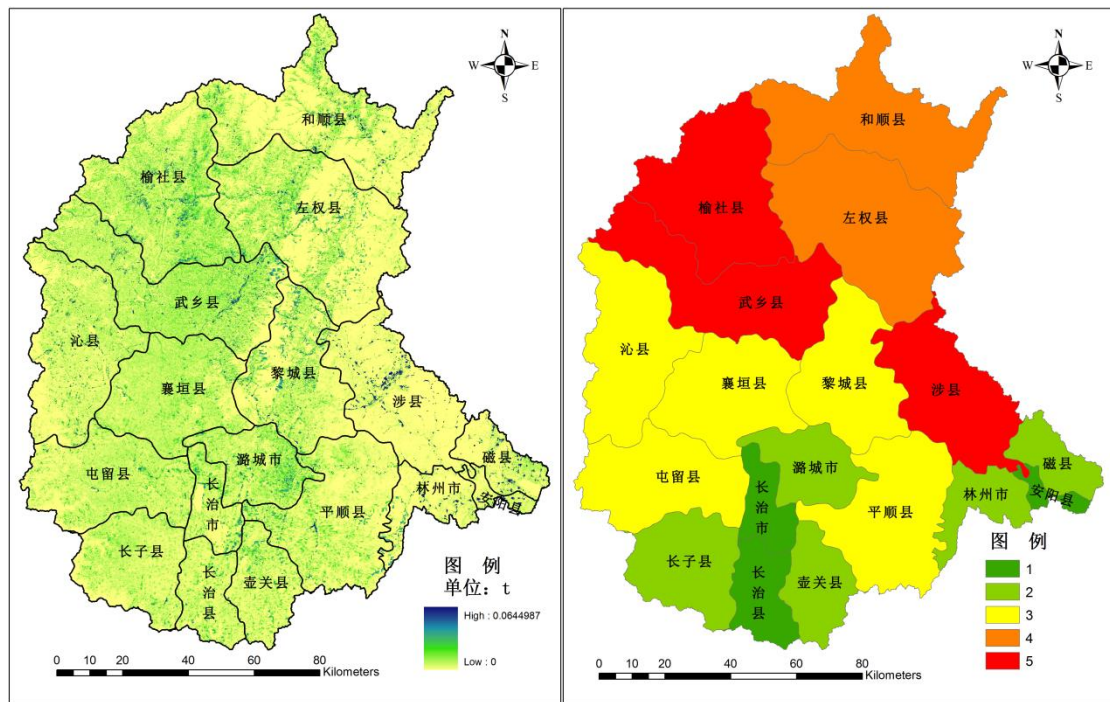 N
W
E
S
和顺县
榆社县
左权县
武乡县
沁县
襄垣县
黎城县
涉县
磁县
屯留县
潞城市
长治市
林州市
安阳县
平顺县
长子县
长治县
壶关县
图 例
单位：t
High : 0.0644987
Low : 0
0 10 20 40 60 80
Kilometers
N
W
E
S
和顺县
榆社县
左权县
武乡县
沁县
襄垣县
黎城县
涉县
磁县
屯留县
潞城市
长治市
林州市
安阳县
平顺县
长子县
长治县
壶关县
图 例
1
2
3
4
5
0 10 20 40 60 80
Kilometers